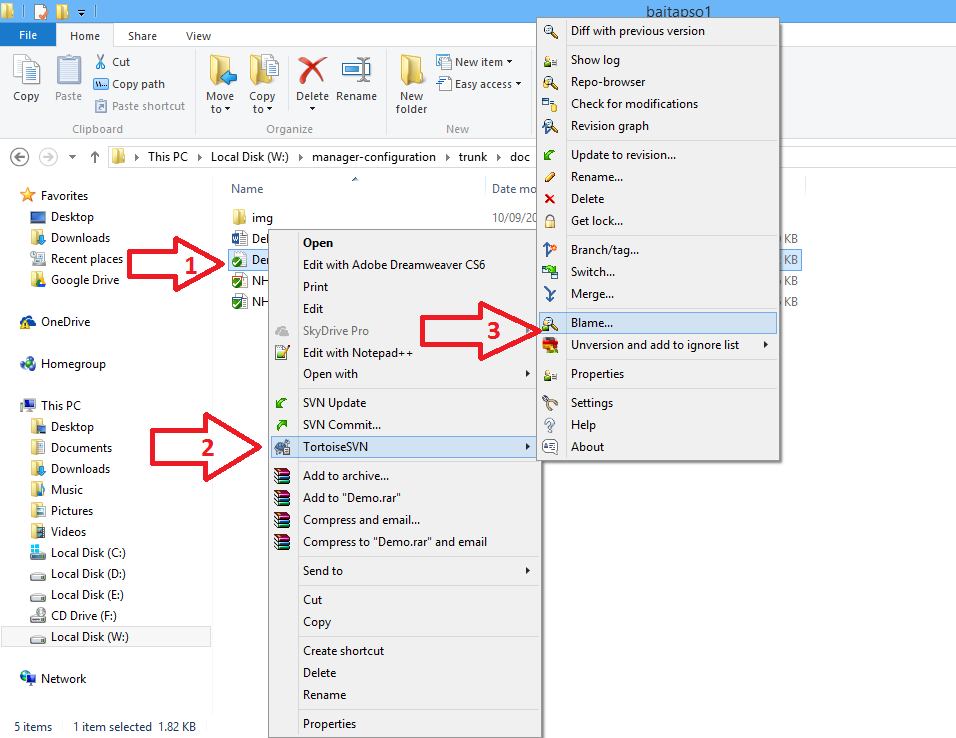 baitapso1
File
Home
Share
View
Copy
Paste
Cut
Copy path
Paste shortcut
Clipboard
Move to
Copy to
Delete
Rename
Organize
New folder
New item
Easy access
New
This PC
Local Disk (W:)
manager-configuration
trunk
doc
Favorites
Desktop
Downloads
Recent places
Google Drive
OneDrive
Homegroup
This PC
Desktop
Documents
Downloads
Music
Pictures
Videos
Local Disk (C:)
Local Disk (D:)
Local Disk (E:)
CD Drive (F:)
Local Disk (W:)
Network
Name
Date mo
img
10/09/20
KB
KB
KB
NH
NH
1
2
3
Open
Edit with Adobe Dreamweaver CS6
Print
Edit
SkyDrive Pro
Edit with Notepad++
Open with
SVN Update
SVN Commit...
TortoiseSVN
Add to archive...
Add to "Demo.rar"
Compress and email...
Compress to "Demo.rar" and email
Send to
Cut
Copy
Create shortcut
Delete
Rename
Properties
Diff with previous version
Show log
Repo-browser
Check for modifications
Revision graph
Update to revision...
Rename...
Delete
Get lock...
Branch/tag...
Switch...
Merge...
Blame...
Unversion and add to ignore list
Properties
Settings
Help
About
5 items
1 item selected 1.82 KB